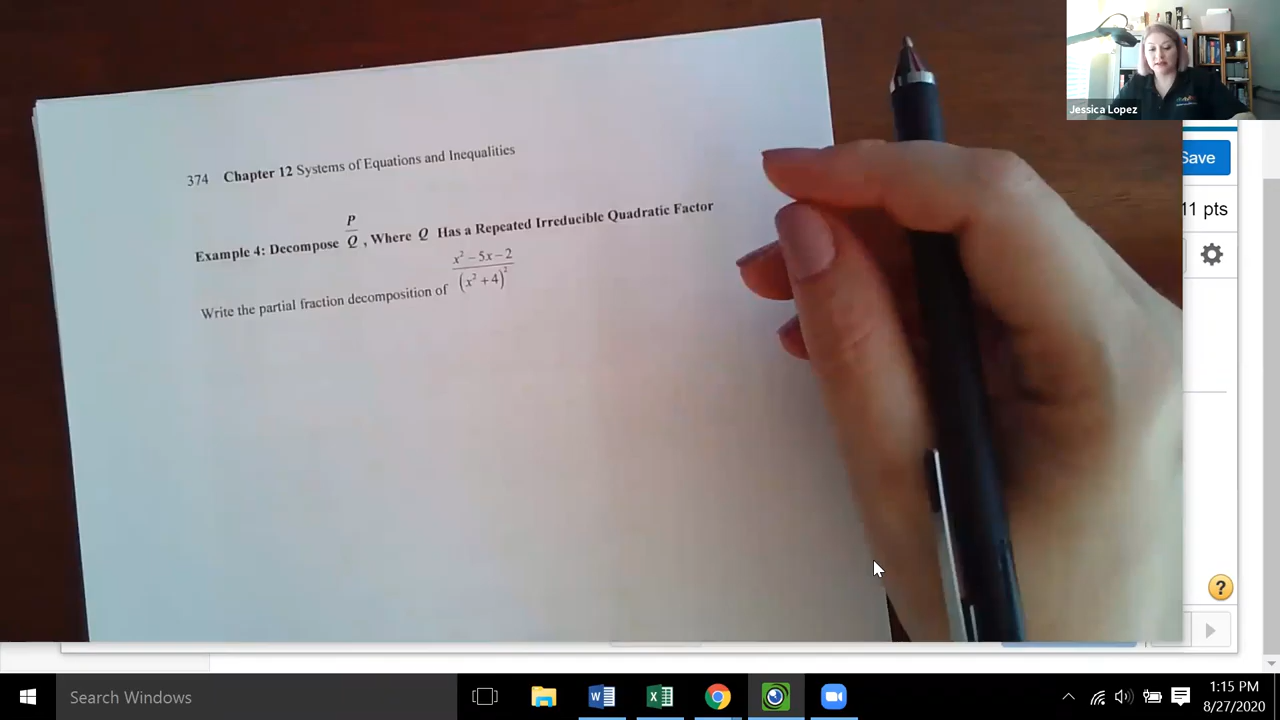 Jessica Lopez
374 Chapter 12 Systems of Equations and Inequalities
Example 4: Decompose P/Q, Where Q Has a Repeated Irreducible Quadratic Factor
Write the partial fraction decomposition of (x² − 5x − 2)/(x² + 4)²
Save
11 pts
?
Search Windows
1:15 PM
8/27/2020